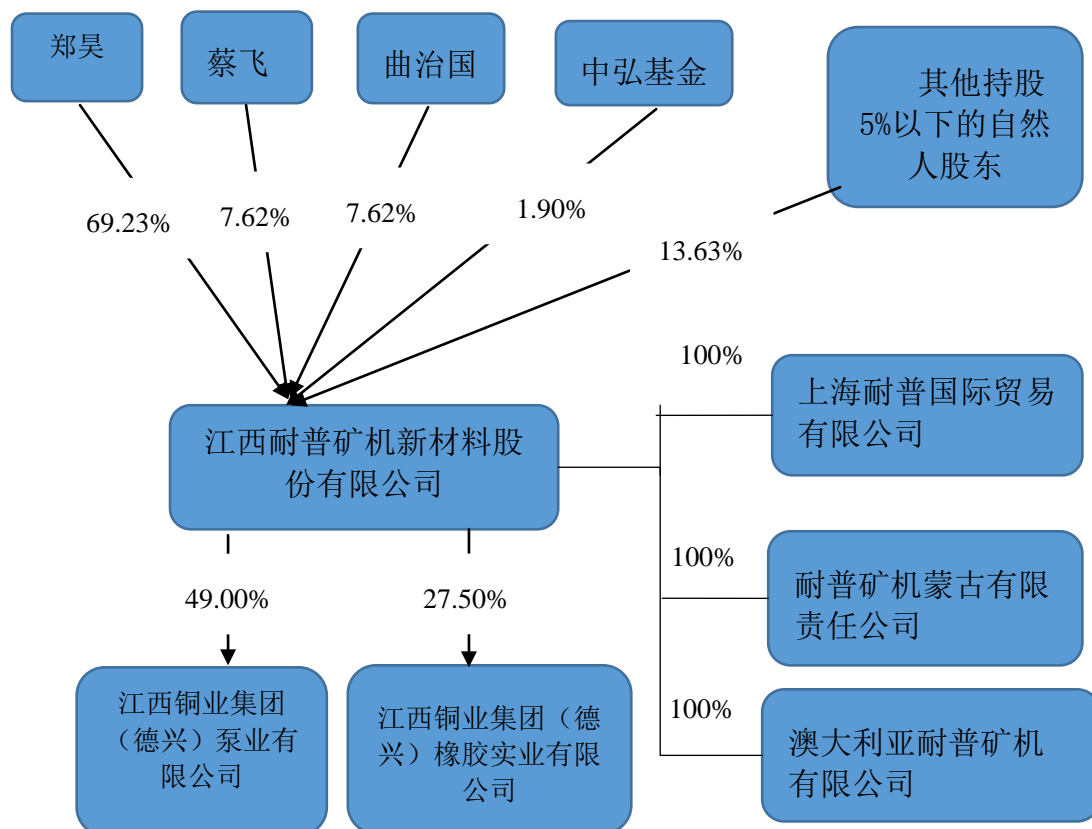 郑昊
蔡飞
曲治国
中弘基金
其他持股
5%以下的自然
人股东
69.23%
7.62%
7.62%
1.90%
13.63%
江西耐普矿机新材料股
份有限公司
100%
上海耐普国际贸易
有限公司
100%
耐普矿机蒙古有限
责任公司
100%
澳大利亚耐普矿机
有限公司
49.00%
27.50%
江西铜业集团
（德兴）泵业有
限公司
江西铜业集团（德
兴）橡胶实业有限
公司